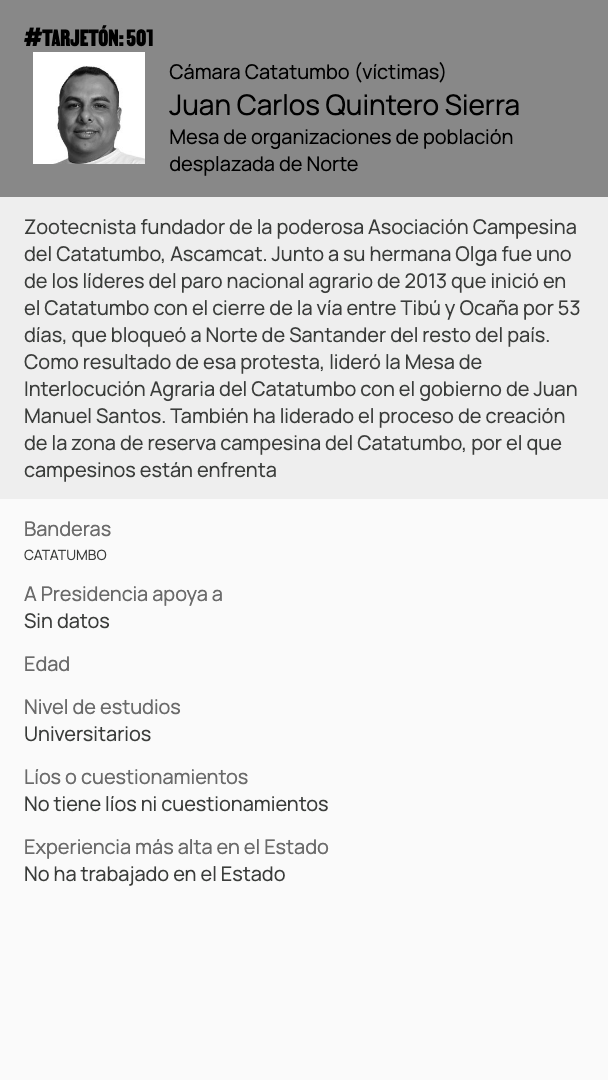 #TARJETÓN: 501
Cámara Catatumbo (víctimas)
Juan Carlos Quintero Sierra
Mesa de organizaciones de población
desplazada de Norte
Zootecnista fundador de la poderosa Asociación Campesina
del Catatumbo, Ascamcat. Junto a su hermana Olga fue uno
de los líderes del paro nacional agrario de 2013 que inició en
el Catatumbo con el cierre de la vía entre Tibú y Ocaña por 53
días, que bloqueó a Norte de Santander del resto del país.
Como resultado de esa protesta, lideró la Mesa de
Interlocución Agraria del Catatumbo con el gobierno de Juan
Manuel Santos. También ha liderado el proceso de creación
de la zona de reserva campesina del Catatumbo, por el que
campesinos están enfrenta
Banderas
CATATUMBO
A Presidencia apoya a
Sin datos
Edad
Nivel de estudios
Universitarios
Líos o cuestionamientos
No tiene líos ni cuestionamientos
Experiencia más alta en el Estado
No ha trabajado en el Estado